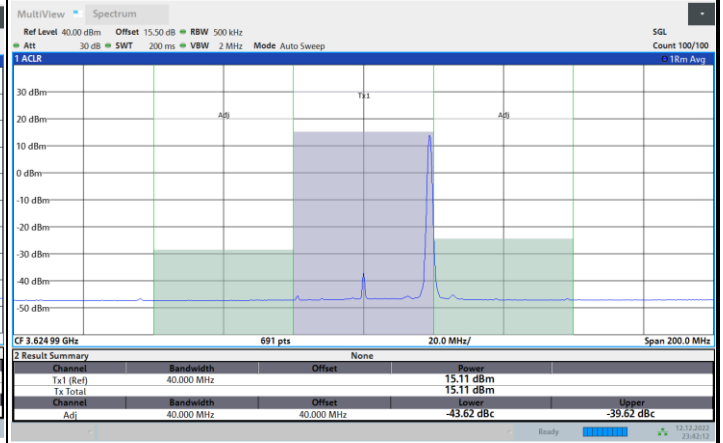 MultiView Spectrum
Ref Level 40.00 dBm Offset 15.50 dB RBW 500 kHz SGL
Att 30 dB SWT 200 ms VBW 2 MHz Mode Auto Sweep Count 100/100
1 ACLR 1Rm Avg
30 dBm
Tx1
Adj Adj
20 dBm
10 dBm
0 dBm
-10 dBm
-20 dBm
-30 dBm
-40 dBm
-50 dBm
CF 3.624 99 GHz 691 pts 20.0 MHz/ Span 200.0 MHz
2 Result Summary None
Channel Bandwidth Offset Power
Tx1 (Ref) 40.000 MHz 15.11 dBm
Tx Total 15.11 dBm
Channel Bandwidth Offset Lower Upper
Adj 40.000 MHz 40.000 MHz -43.62 dBc -39.62 dBc
Ready 12.12.2022
23:42:12